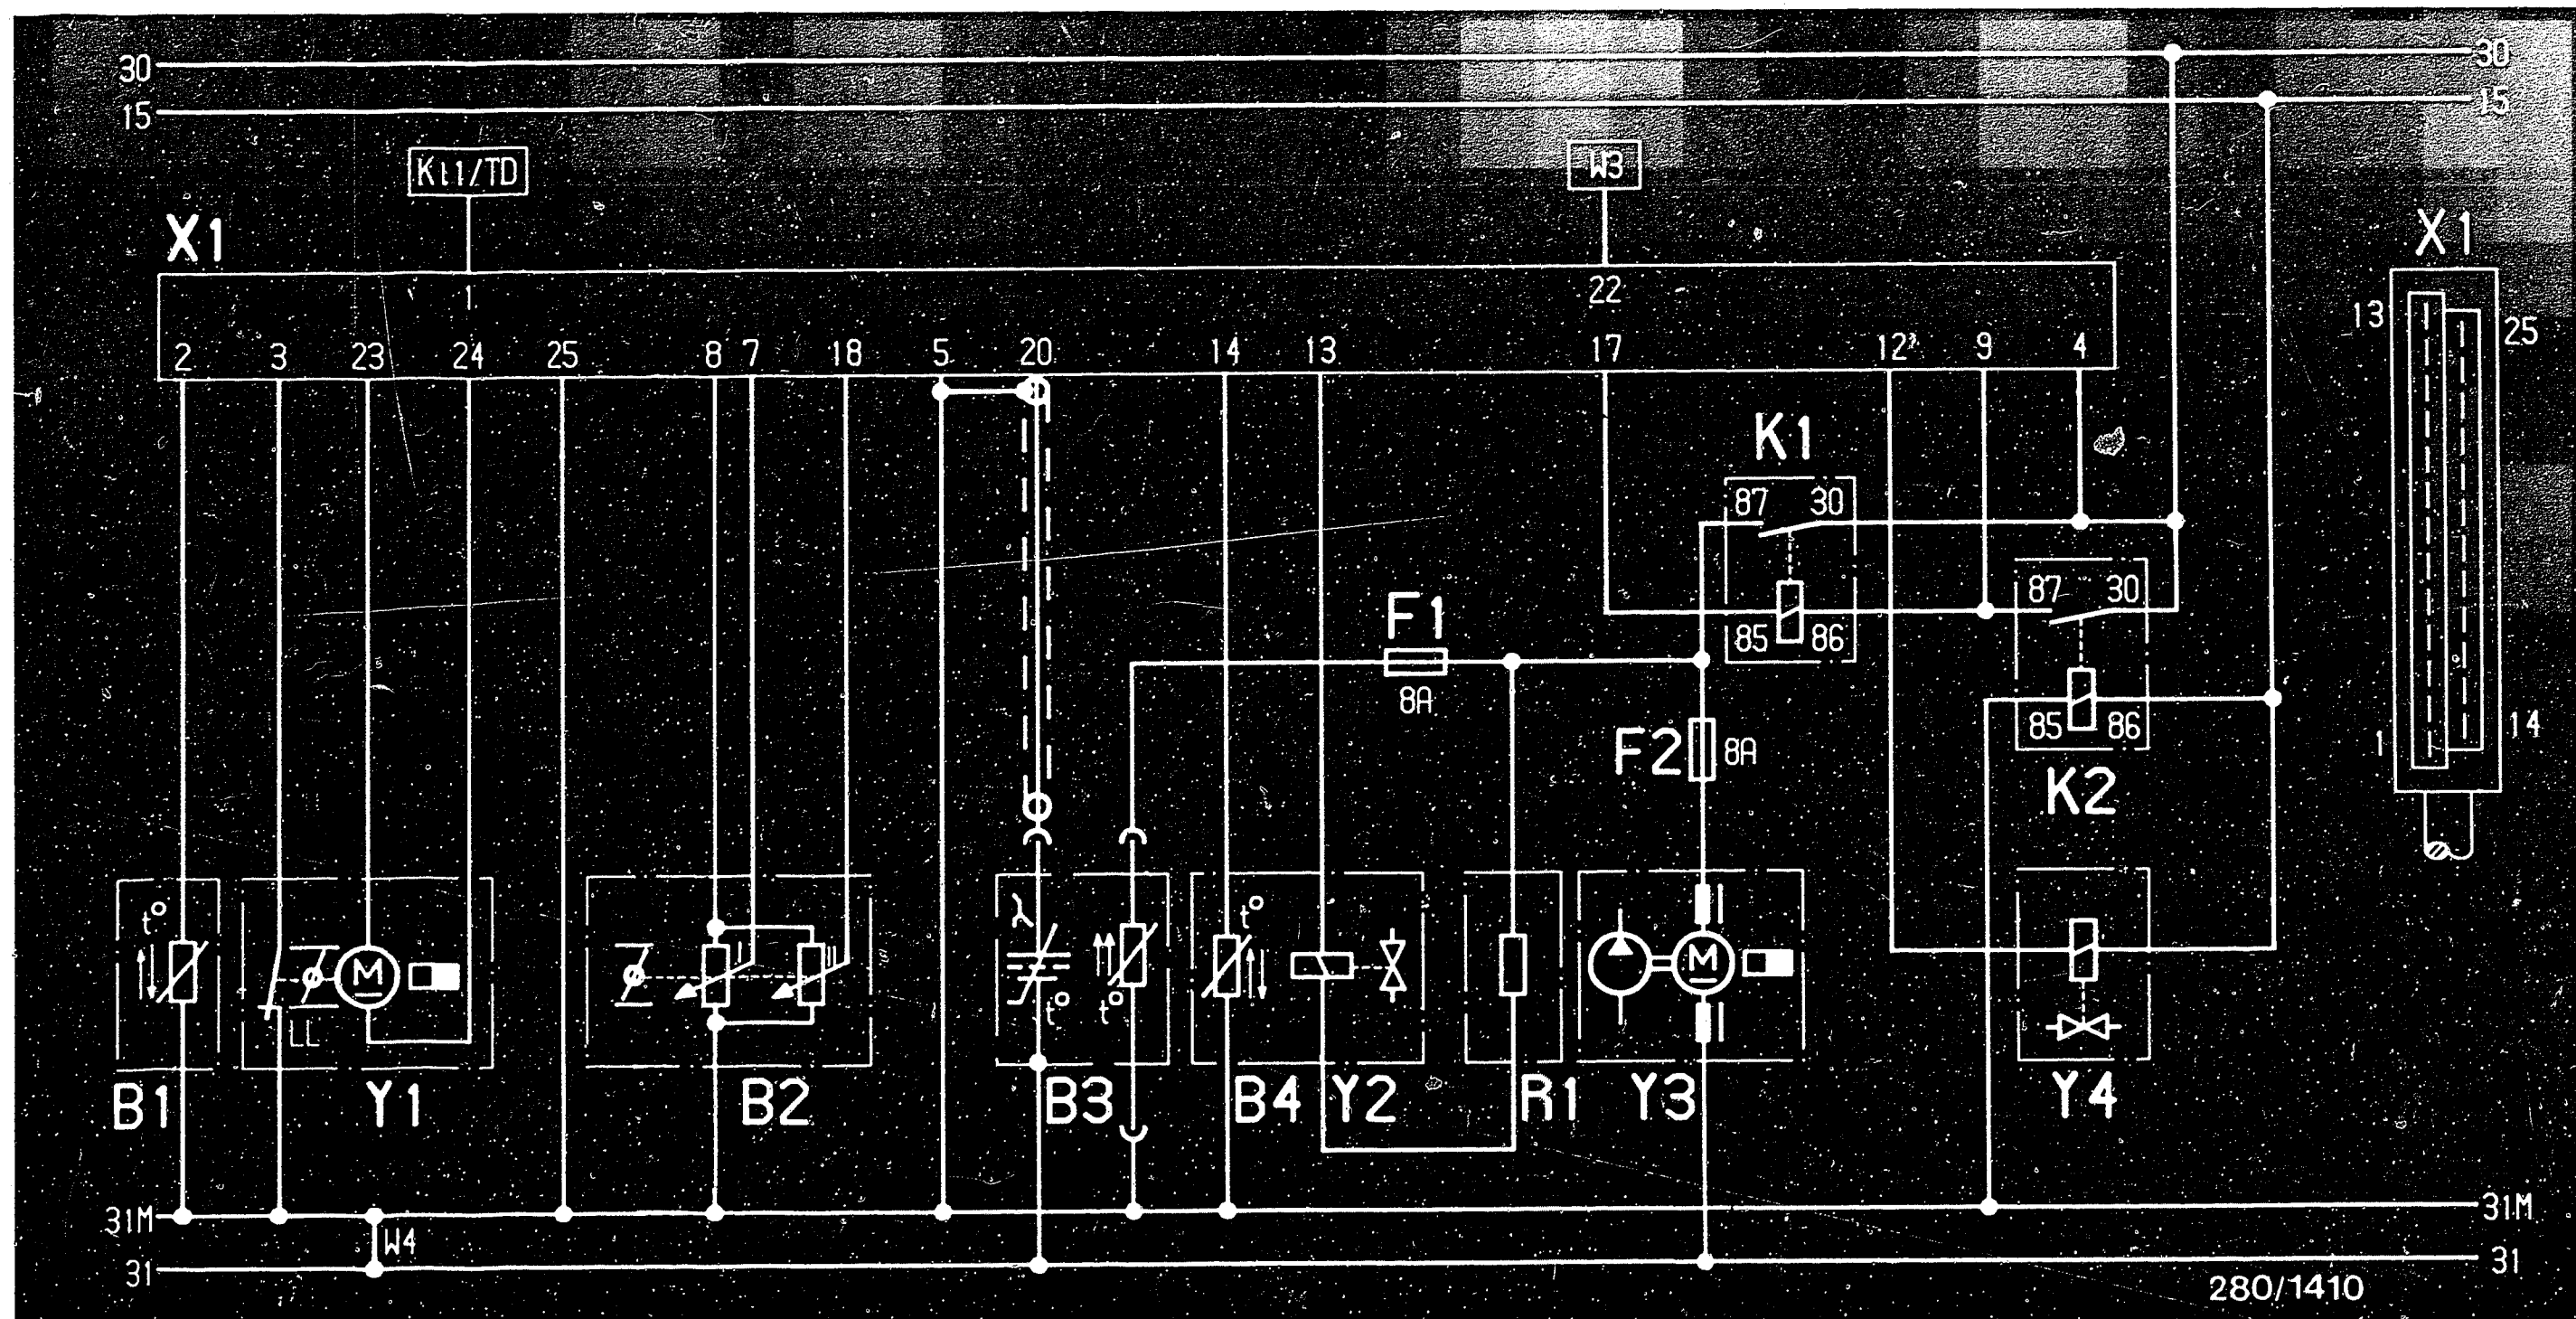 30 30
15 15
KL1/TD W3
X1 X1
1 22
13 25
2 3 23 24 25 8 7 18 5 20 14 13 17 12 9 4
K1
87 30
87 30
F1 85 86
8A
F2 8A 85 86 1 14
K2
t° λ t°
M I II M
LL t° t°
B1 Y1 B2 B3 B4 Y2 R1 Y3 Y4
31M 31M
W4
31 31
280/1410